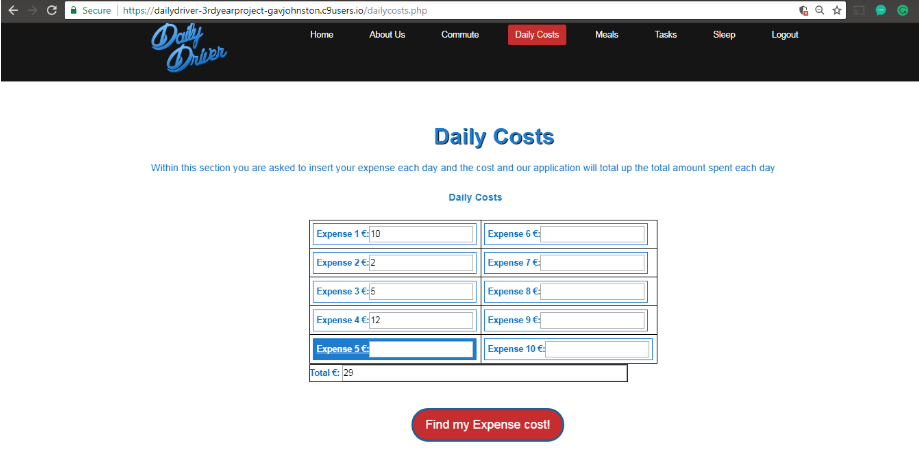 Secure https://dailydriver-3rdyearproject-gavjohnston.c9users.io/dailycosts.php
Daily
Driver
Home About Us Commute Daily Costs Meals Tasks Sleep Logout
Daily Costs
Within this section you are asked to insert your expense each day and the cost and our application will total up the total amount spent each day
Daily Costs
Expense 1 €: 10 Expense 6 €:
Expense 2 €: 2 Expense 7 €:
Expense 3 €: 5 Expense 8 €:
Expense 4 €: 12 Expense 9 €:
Expense 5 €: Expense 10 €:
Total €: 29
Find my Expense cost!